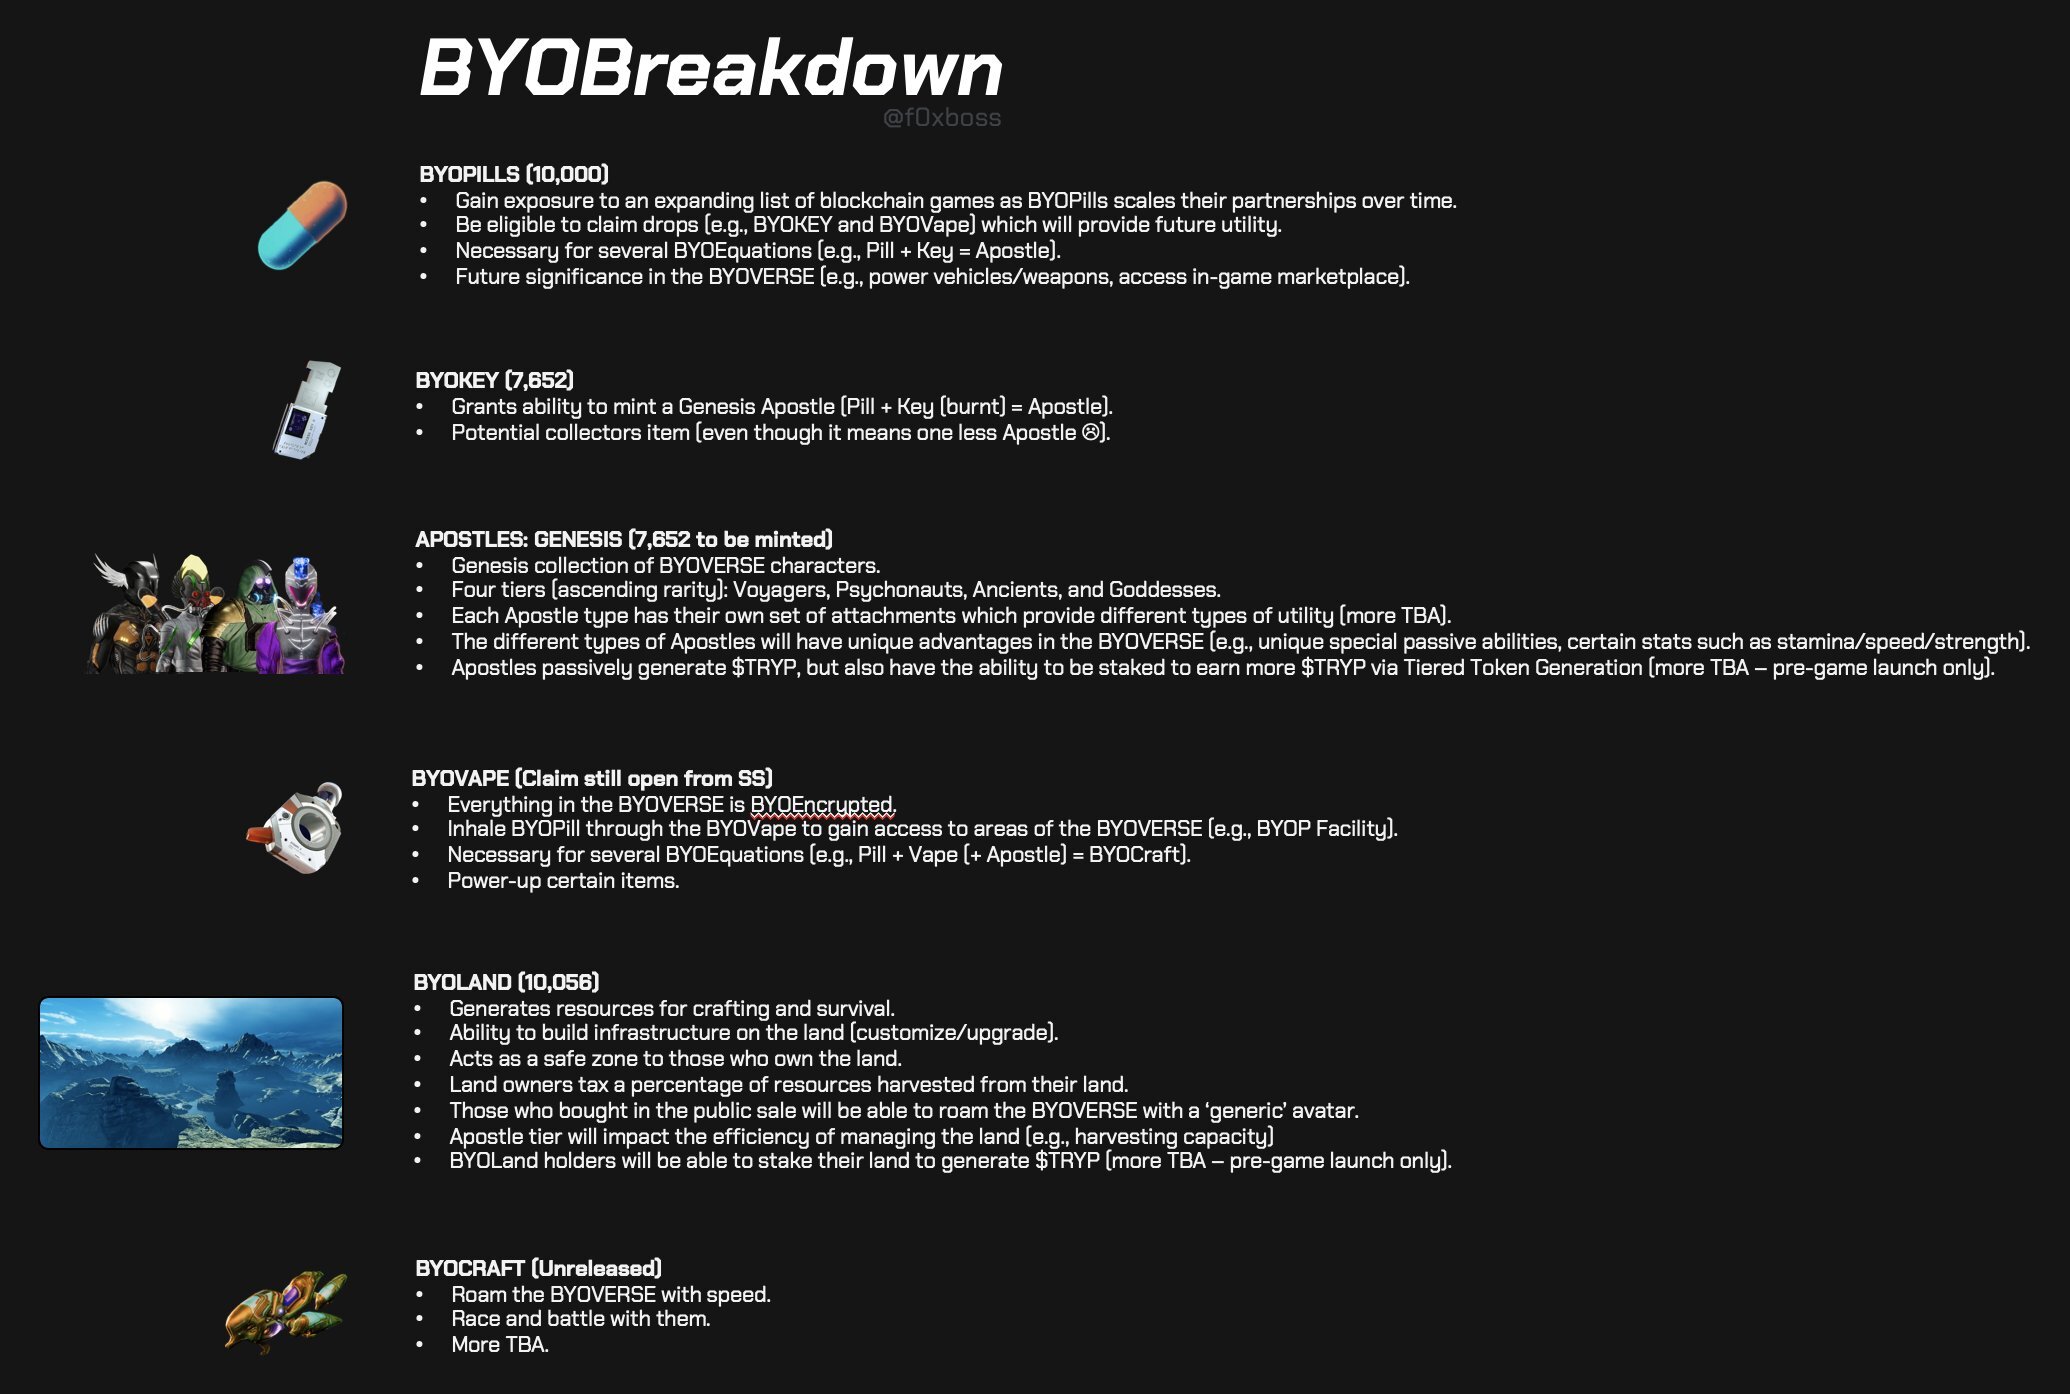 BYOBreakdown
@f0xboss
BYOPILLS (10,000)
• Gain exposure to an expanding list of blockchain games as BYOPills scales their partnerships over time.
• Be eligible to claim drops (e.g., BYOKEY and BYOVape) which will provide future utility.
• Necessary for several BYOEquations (e.g., Pill + Key = Apostle).
• Future significance in the BYOVERSE (e.g., power vehicles/weapons, access in-game marketplace).
BYOKEY (7,652)
• Grants ability to mint a Genesis Apostle (Pill + Key (burnt) = Apostle).
• Potential collectors item (even though it means one less Apostle ☹).
APOSTLES: GENESIS (7,652 to be minted)
• Genesis collection of BYOVERSE characters.
• Four tiers (ascending rarity): Voyagers, Psychonauts, Ancients, and Goddesses.
• Each Apostle type has their own set of attachments which provide different types of utility (more TBA).
• The different types of Apostles will have unique advantages in the BYOVERSE (e.g., unique special passive abilities, certain stats such as stamina/speed/strength).
• Apostles passively generate $TRYP, but also have the ability to be staked to earn more $TRYP via Tiered Token Generation (more TBA – pre-game launch only).
BYOVAPE (Claim still open from SS)
• Everything in the BYOVERSE is BYOEncrypted.
• Inhale BYOPill through the BYOVape to gain access to areas of the BYOVERSE (e.g., BYOP Facility).
• Necessary for several BYOEquations (e.g., Pill + Vape (+ Apostle) = BYOCraft).
• Power-up certain items.
BYOLAND (10,056)
• Generates resources for crafting and survival.
• Ability to build infrastructure on the land (customize/upgrade).
• Acts as a safe zone to those who own the land.
• Land owners tax a percentage of resources harvested from their land.
• Those who bought in the public sale will be able to roam the BYOVERSE with a ‘generic’ avatar.
• Apostle tier will impact the efficiency of managing the land (e.g., harvesting capacity)
• BYOLand holders will be able to stake their land to generate $TRYP (more TBA – pre-game launch only).
BYOCRAFT (Unreleased)
• Roam the BYOVERSE with speed.
• Race and battle with them.
• More TBA.